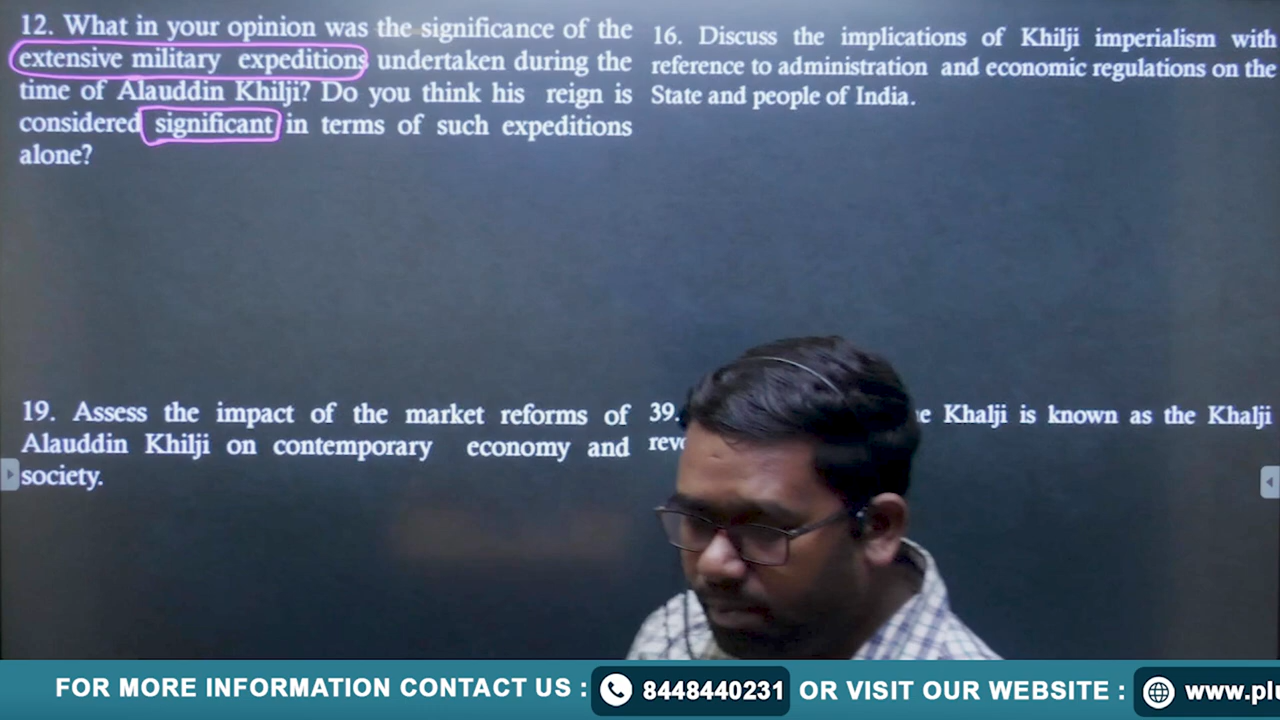 12. What in your opinion was the significance of the
extensive military expeditions undertaken during the
time of Alauddin Khilji? Do you think his reign is
considered significant in terms of such expeditions
alone?
16. Discuss the implications of Khilji imperialism with
reference to administration and economic regulations on the
State and people of India.
19. Assess the impact of the market reforms of
Alauddin Khilji on contemporary economy and
society.
39. Khalji is known as the Khalji
FOR MORE INFORMATION CONTACT US : 8448440231 OR VISIT OUR WEBSITE :